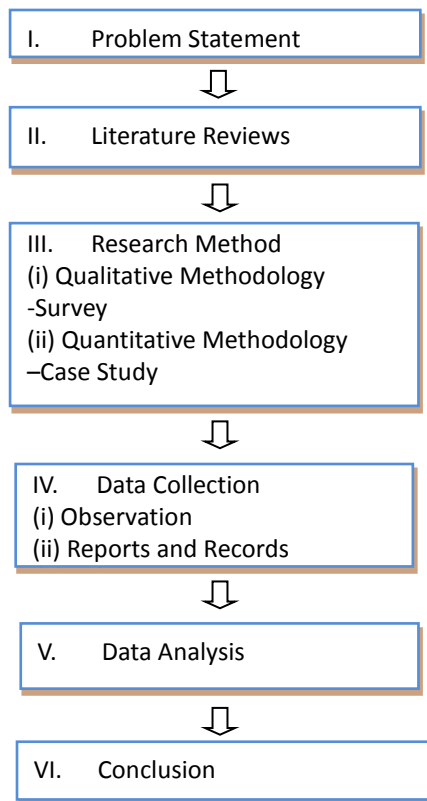 I. Problem Statement
II. Literature Reviews
III. Research Method
(i) Qualitative Methodology
-Survey
(ii) Quantitative Methodology
–Case Study
IV. Data Collection
(i) Observation
(ii) Reports and Records
V. Data Analysis
VI. Conclusion